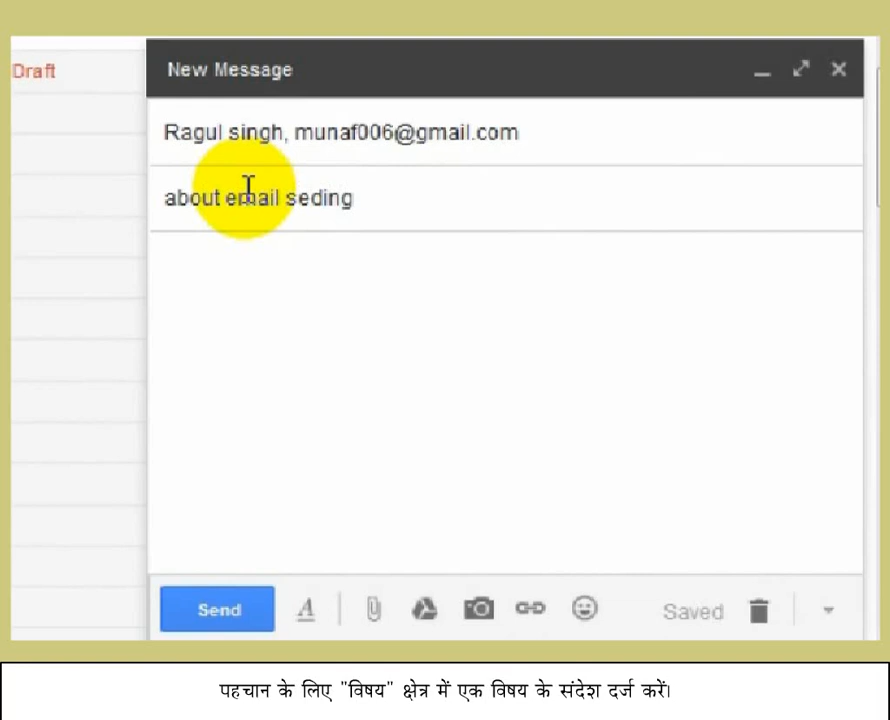 Draft
New Message
Ragul singh, munaf006@gmail.com
about email seding
Send A Saved
पहचान के लिए "विषय" क्षेत्र में एक विषय के संदेश दर्ज करें।